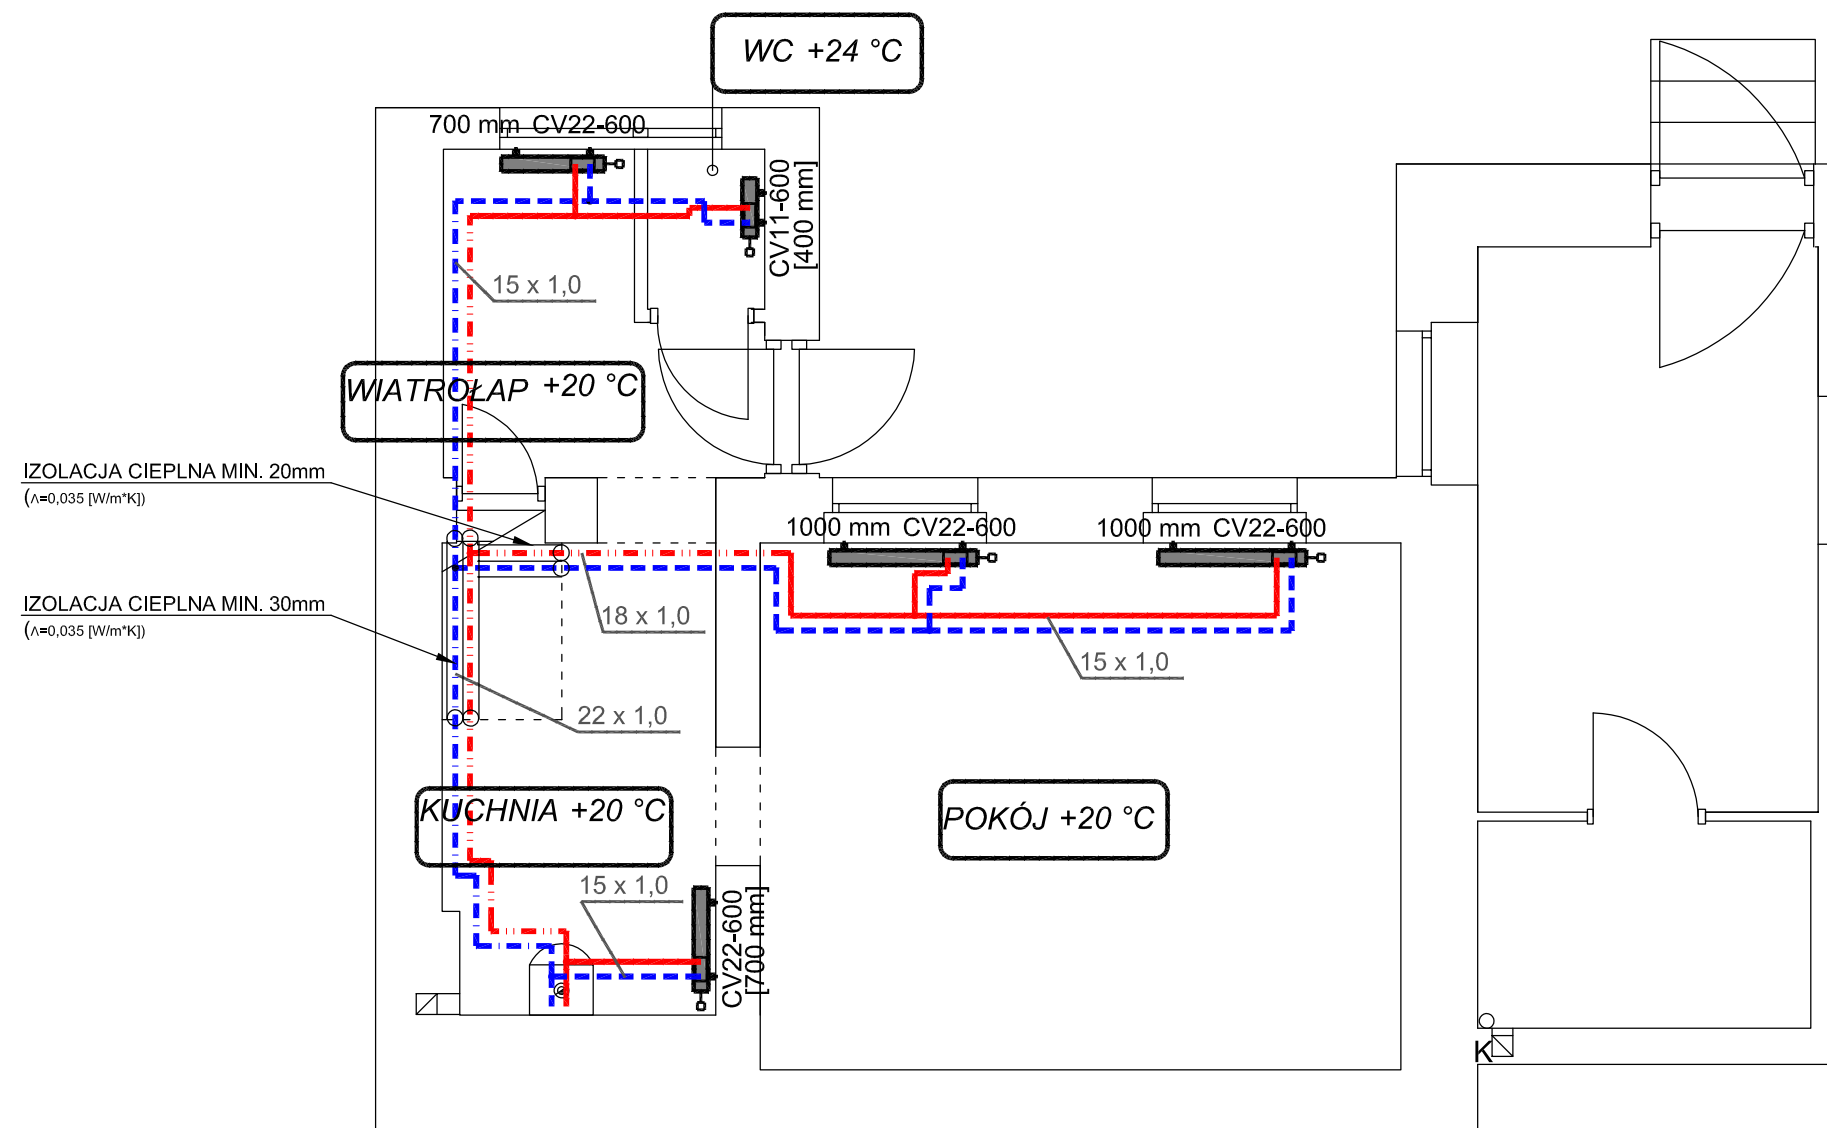 WC +24 °C
700 mm CV22-600
CV11-600
[400 mm]
15 x 1,0
WIATROŁAP +20 °C
IZOLACJA CIEPLNA MIN. 20mm
(Λ=0,035 [W/m*K])
1000 mm CV22-600
1000 mm CV22-600
IZOLACJA CIEPLNA MIN. 30mm
(Λ=0,035 [W/m*K])
18 x 1,0
15 x 1,0
22 x 1,0
KUCHNIA +20 °C
POKÓJ +20 °C
15 x 1,0
CV22-600
[700 mm]
K